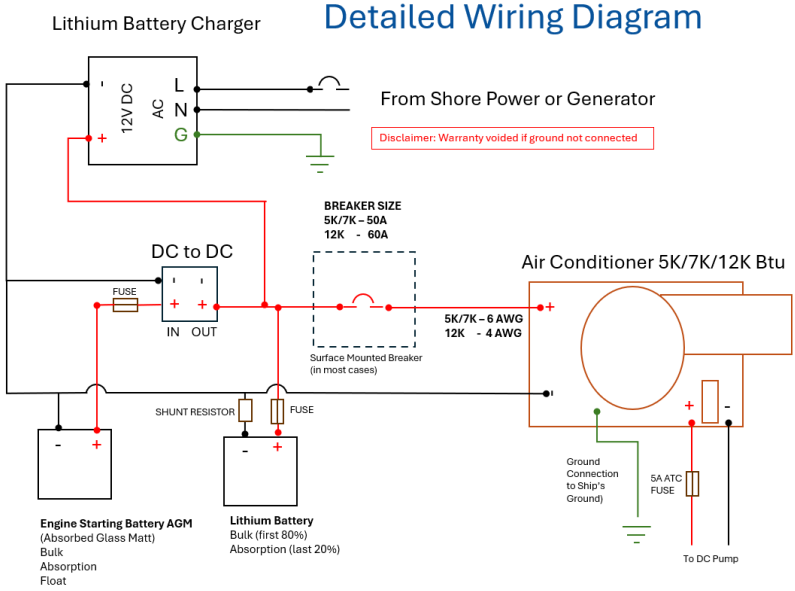 Detailed Wiring Diagram
Lithium Battery Charger
-
+
12V DC
AC
L
N
G
From Shore Power or Generator
Disclaimer: Warranty voided if ground not connected
BREAKER SIZE
5K/7K – 50A
12K - 60A
DC to DC
FUSE
- -
+ +
IN OUT
Surface Mounted Breaker
(in most cases)
Air Conditioner 5K/7K/12K Btu
+
5K/7K – 6 AWG
12K - 4 AWG
-
+ -
SHUNT RESISTOR
FUSE
- +
- +
Ground
Connection
to Ship's
Ground)
5A ATC
FUSE
To DC Pump
Engine Starting Battery AGM
(Absorbed Glass Matt)
Bulk
Absorption
Float
Lithium Battery
Bulk (first 80%)
Absorption (last 20%)